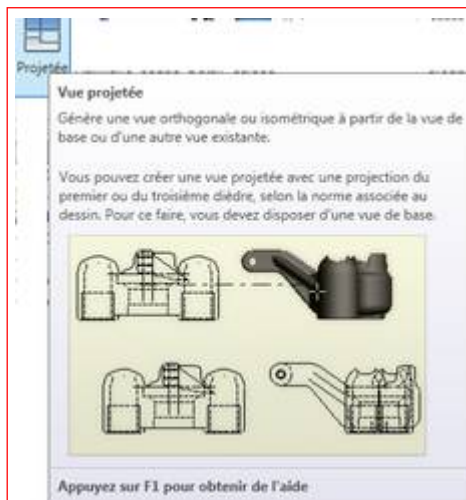 Projetée
Vue projetée
Génère une vue orthogonale ou isométrique à partir de la vue de
base ou d'une autre vue existante.
Vous pouvez créer une vue projetée avec une projection du
premier ou du troisième dièdre, selon la norme associée au
dessin. Pour ce faire, vous devez disposer d'une vue de base.
Appuyez sur F1 pour obtenir de l'aide